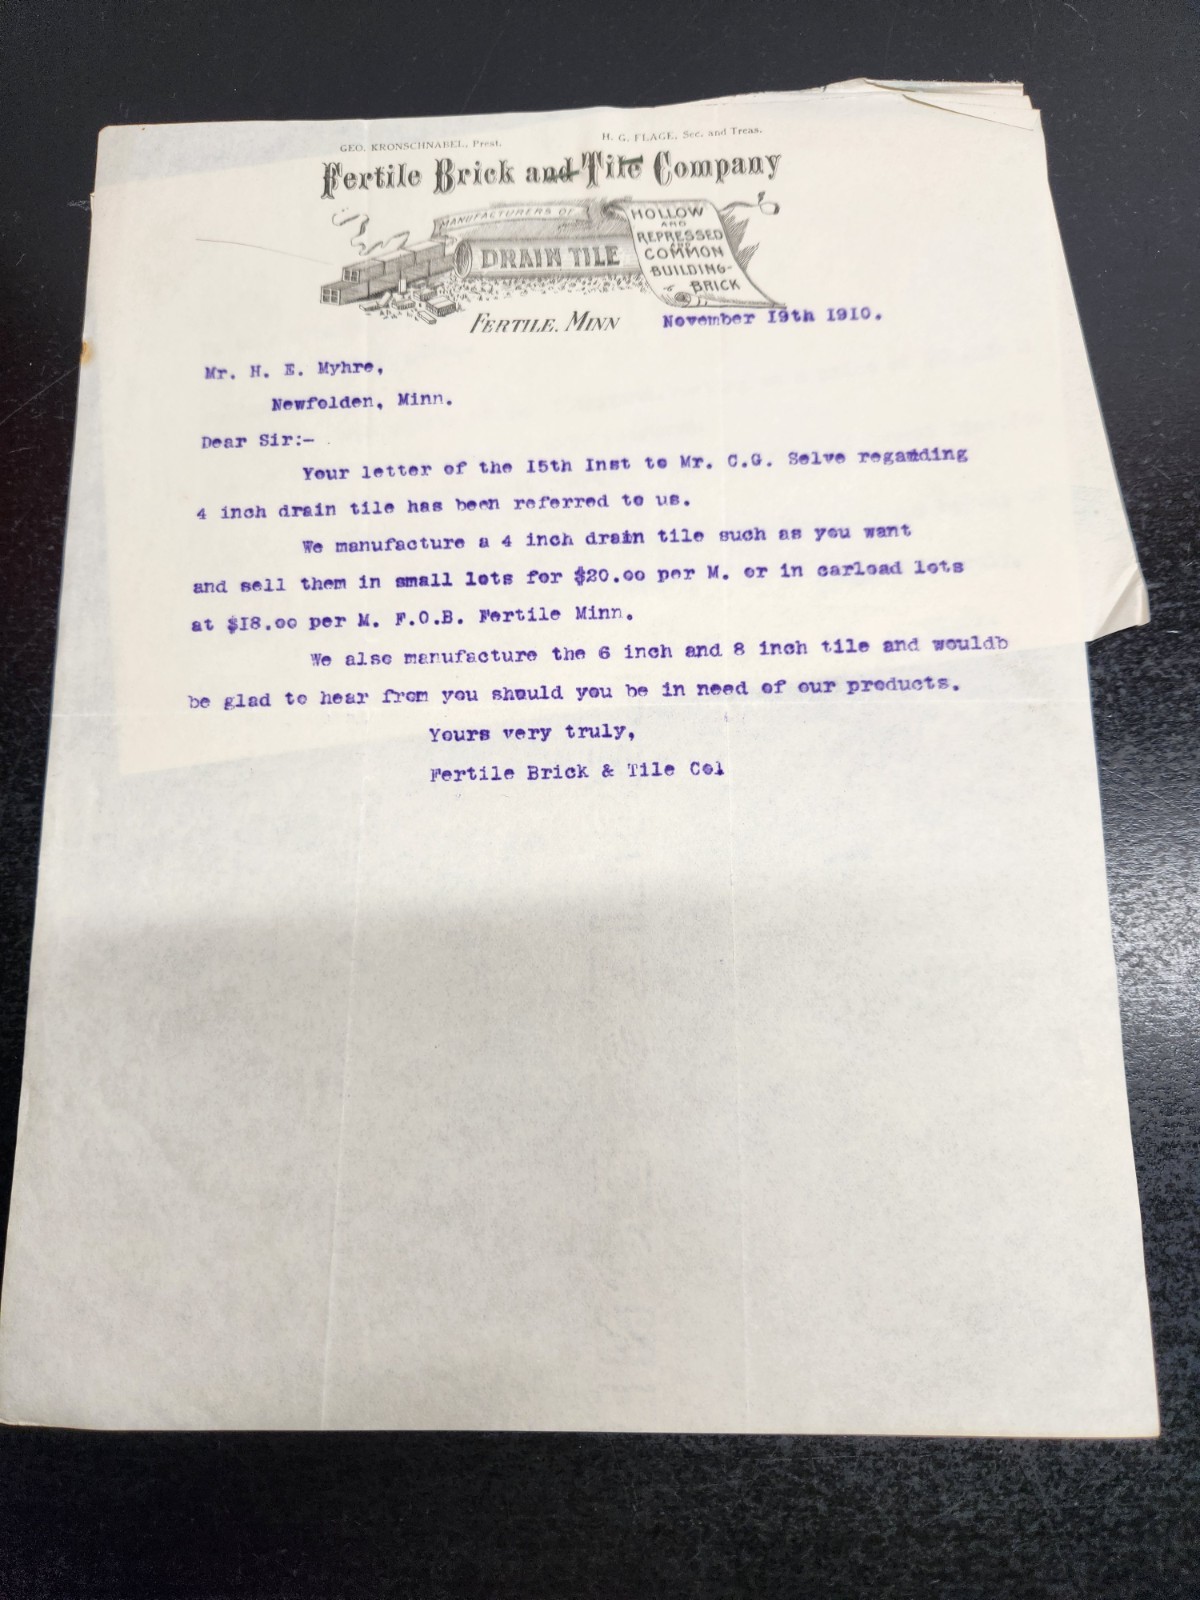 GEO. KRONSCHNABEL, Prest.
H. G. FLAGE, Sec. and Treas.
Fertile Brick and Tile Company
MANUFACTURERS OF
DRAIN TILE
HOLLOW
AND
REPRESSED
AND
COMMON
BUILDING-
BRICK
FERTILE, MINN
November I9th I9I0.
Mr. H. E. Myhre,
Newfolden, Minn.
Dear Sir:-
Your letter of the I5th Inst to Mr. C.G. Selve regarding
4 inch drain tile has been referred to us.
We manufacture a 4 inch drain tile such as you want
and sell them in small lots for $20.00 per M. or in carload lots
at $I8.00 per M. F.O.B. Fertile Minn.
We also manufacture the 6 inch and 8 inch tile and wouldb
be glad to hear from you should you be in need of our products.
Yours very truly,
Fertile Brick & Tile Col